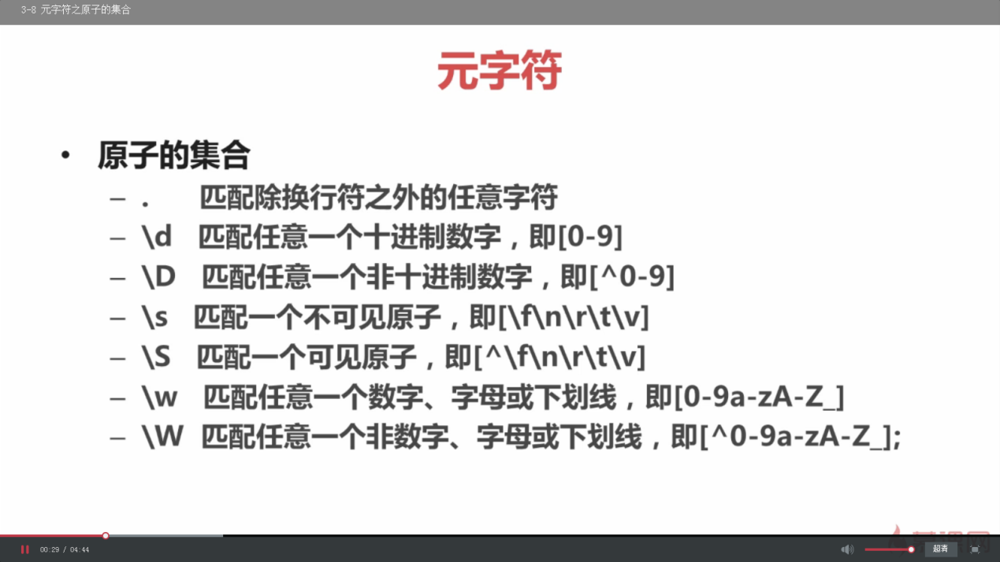 3-8 元字符之原子的集合
元字符
• 原子的集合
– . 匹配除换行符之外的任意字符
– \d 匹配任意一个十进制数字，即[0-9]
– \D 匹配任意一个非十进制数字，即[^0-9]
– \s 匹配一个不可见原子，即[\f\n\r\t\v]
– \S 匹配一个可见原子，即[^\f\n\r\t\v]
– \w 匹配任意一个数字、字母或下划线，即[0-9a-zA-Z_]
– \W 匹配任意一个非数字、字母或下划线，即[^0-9a-zA-Z_];
慕课网
00:29 / 04:44
超清